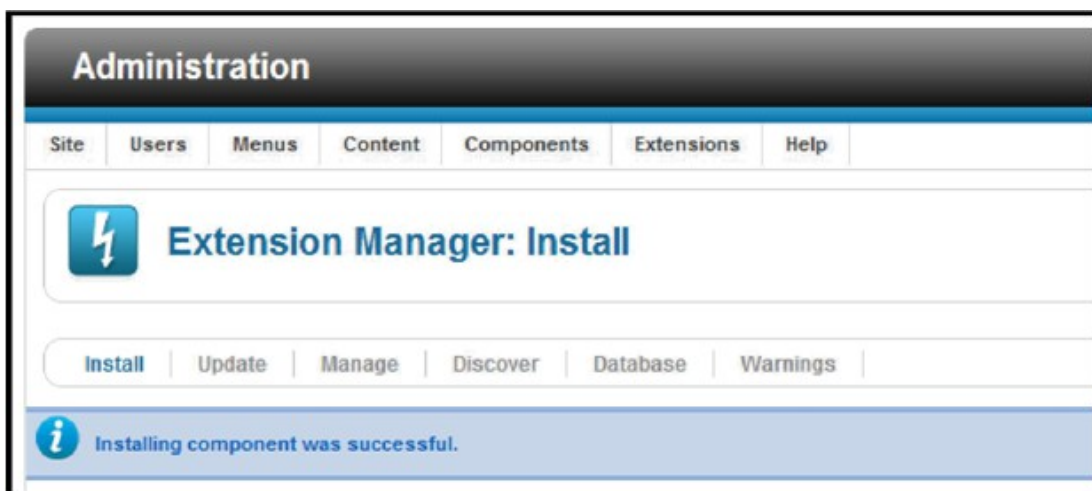 Administration
Site Users Menus Content Components Extensions Help
Extension Manager: Install
Install Update Manage Discover Database Warnings
Installing component was successful.